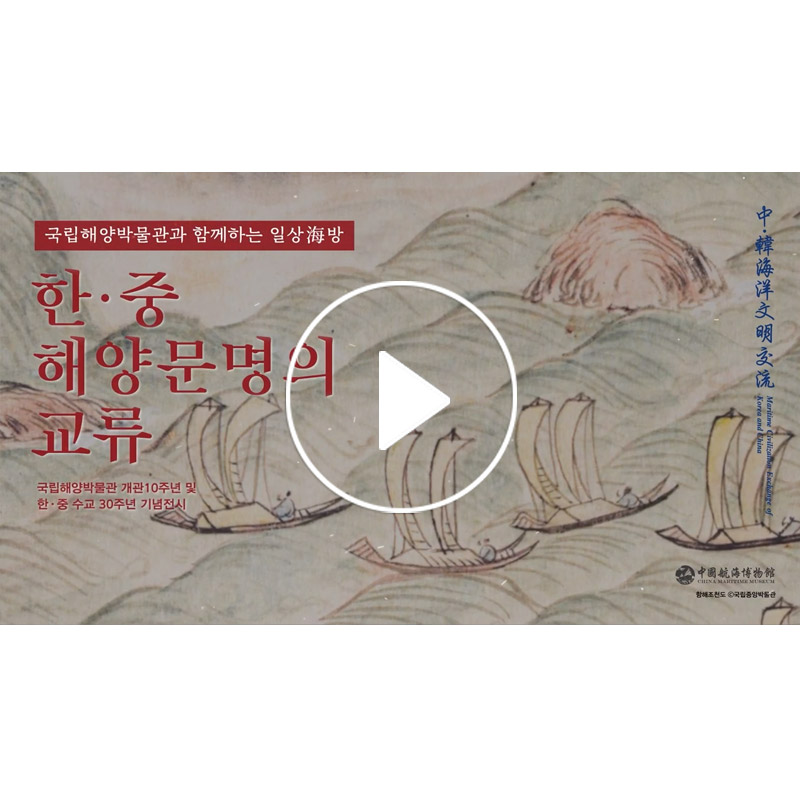 국립해양박물관과 함께하는 일상海방
한·중
해양문명의
교류
국립해양박물관 개관10주년 및
한·중 수교 30주년 기념전시
中·韓海洋文明交流
Maritime Civilization Exchange of
Korea and China
中國航海博物館
CHINA MARITIME MUSEUM
항해조천도 ©국립중앙박물관